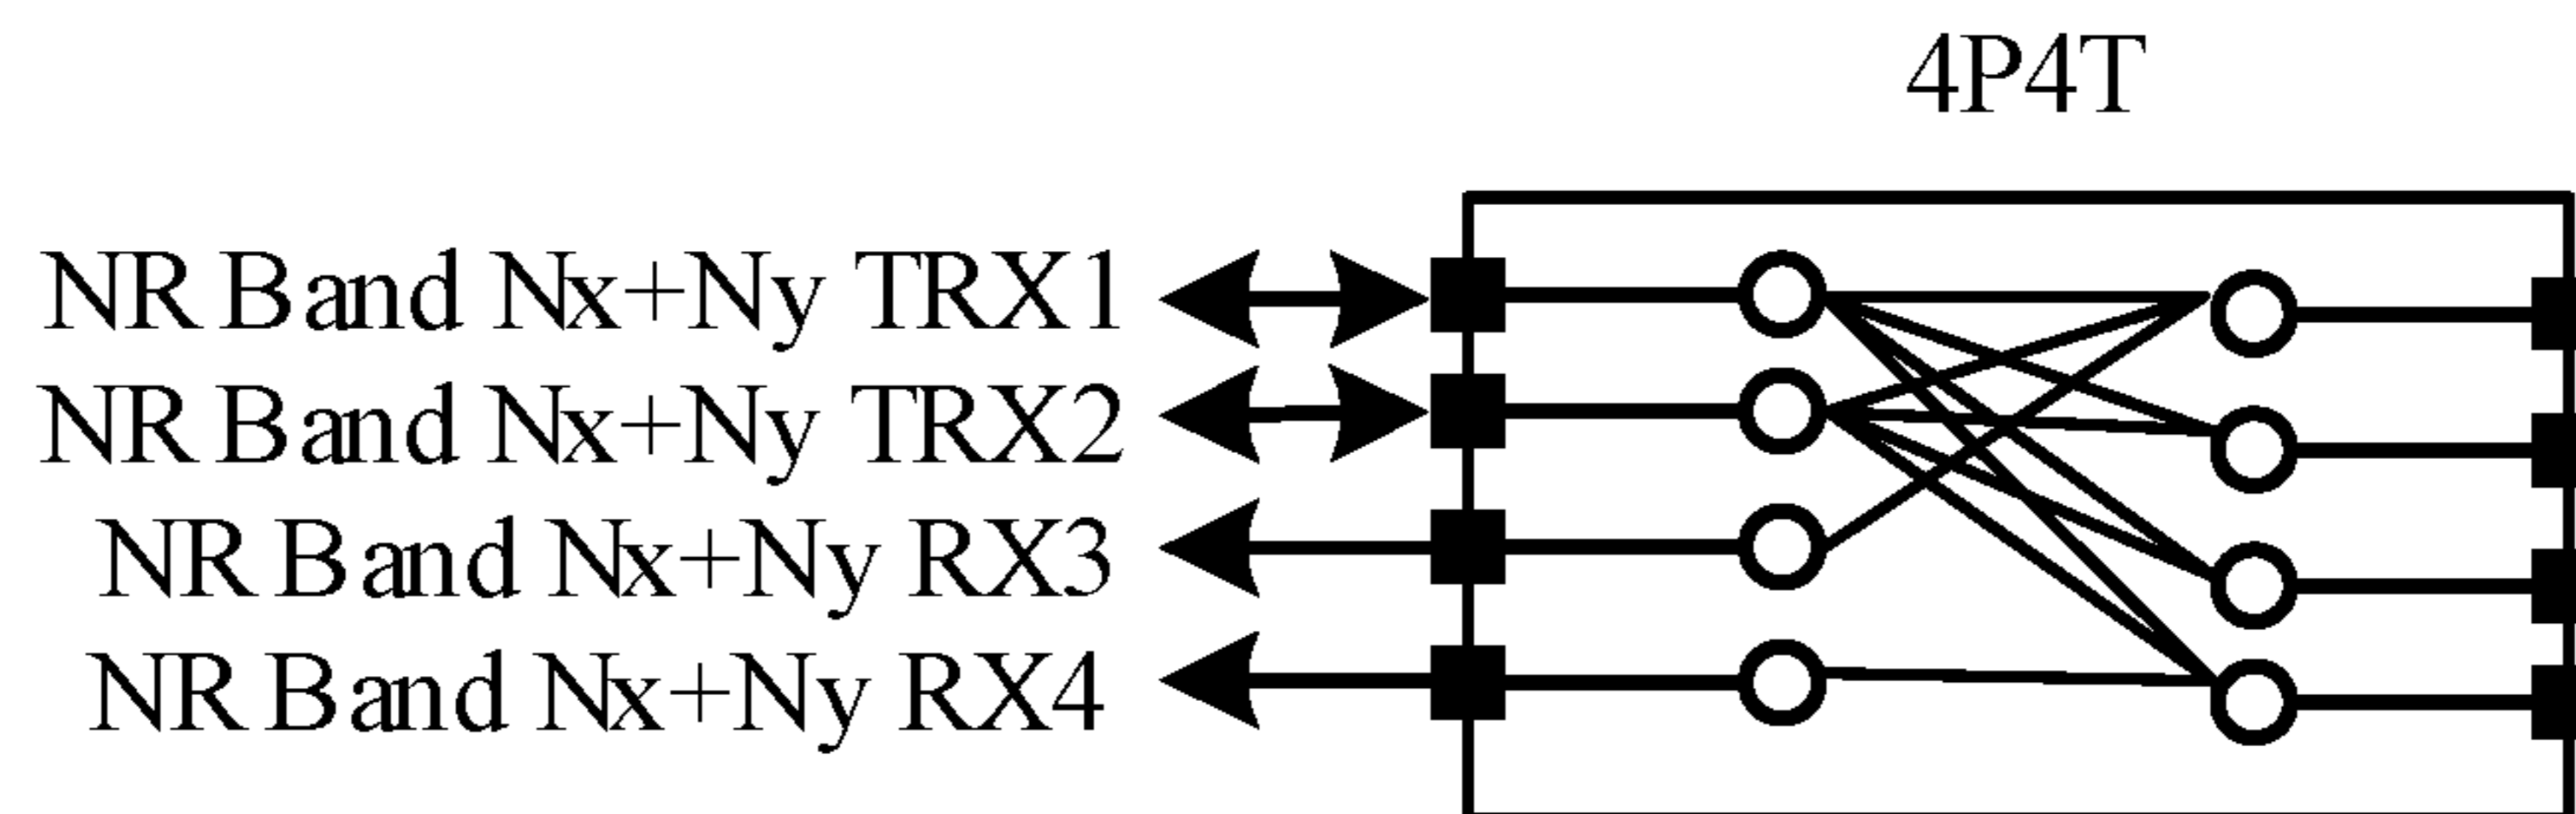 4P4T
NR Band Nx+Ny TRX1
NR Band Nx+Ny TRX2
NR Band Nx+Ny RX3
NR Band Nx+Ny RX4